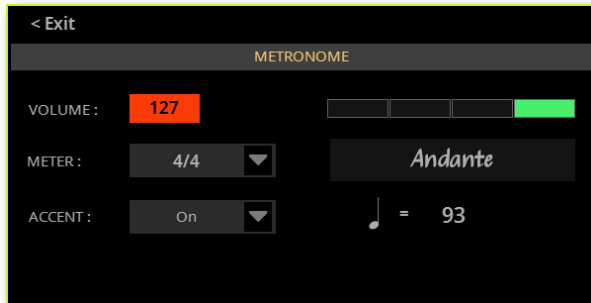 < Exit
METRONOME
VOLUME : 127
METER : 4/4
Andante
ACCENT : On
= 93